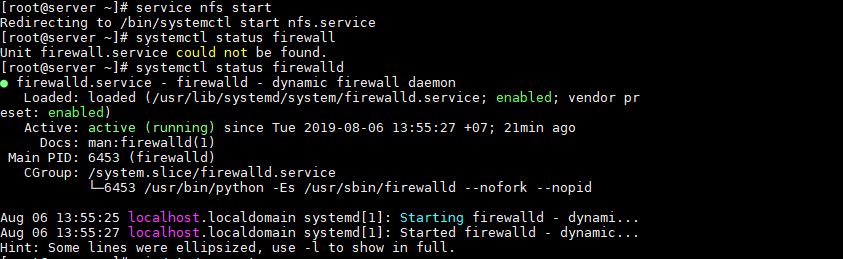 [root@server ~]# service nfs start
Redirecting to /bin/systemctl start nfs.service
[root@server ~]# systemctl status firewall
Unit firewall.service could not be found.
[root@server ~]# systemctl status firewalld
● firewalld.service - firewalld - dynamic firewall daemon
   Loaded: loaded (/usr/lib/systemd/system/firewalld.service; enabled; vendor pr
eset: enabled)
   Active: active (running) since Tue 2019-08-06 13:55:27 +07; 21min ago
     Docs: man:firewalld(1)
 Main PID: 6453 (firewalld)
   CGroup: /system.slice/firewalld.service
           └─6453 /usr/bin/python -Es /usr/sbin/firewalld --nofork --nopid

Aug 06 13:55:25 localhost.localdomain systemd[1]: Starting firewalld - dynami...
Aug 06 13:55:27 localhost.localdomain systemd[1]: Started firewalld - dynamic...
Hint: Some lines were ellipsized, use -l to show in full.